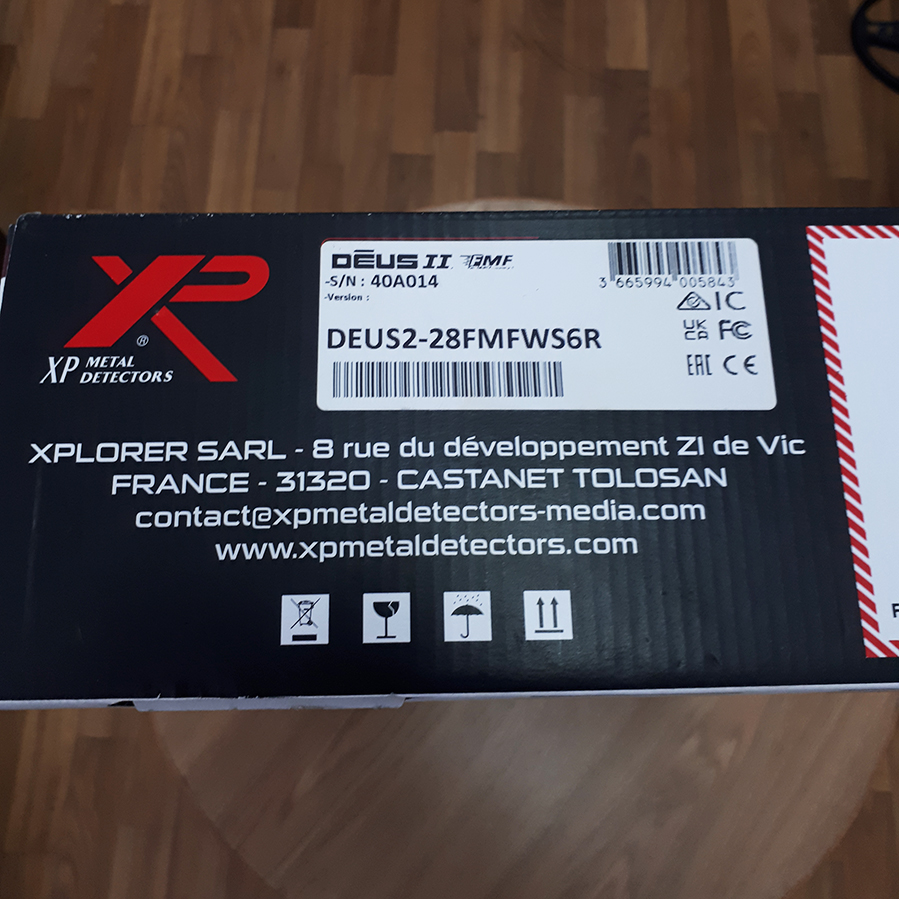 XP
®
XP METAL
DETECTORS
DĒUS II FMF
-S/N : 40A014
-Version :
DEUS2-28FMFWS6R
3 665994 005843
IC
UK
CA
FC
EAC CE
XPLORER SARL - 8 rue du développement ZI de Vic
FRANCE - 31320 - CASTANET TOLOSAN
contact@xpmetaldetectors-media.com
www.xpmetaldetectors.com